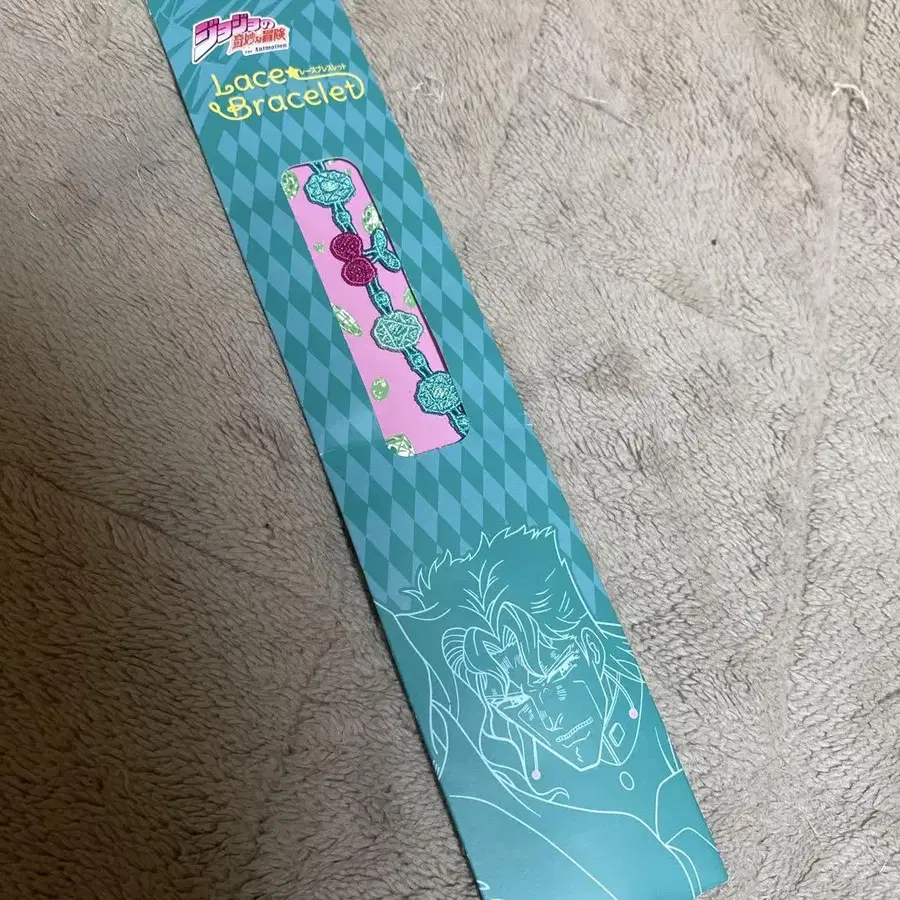 ジョジョの
奇妙な冒険
The Animation
Lace★
レースブレスレット
Bracelet